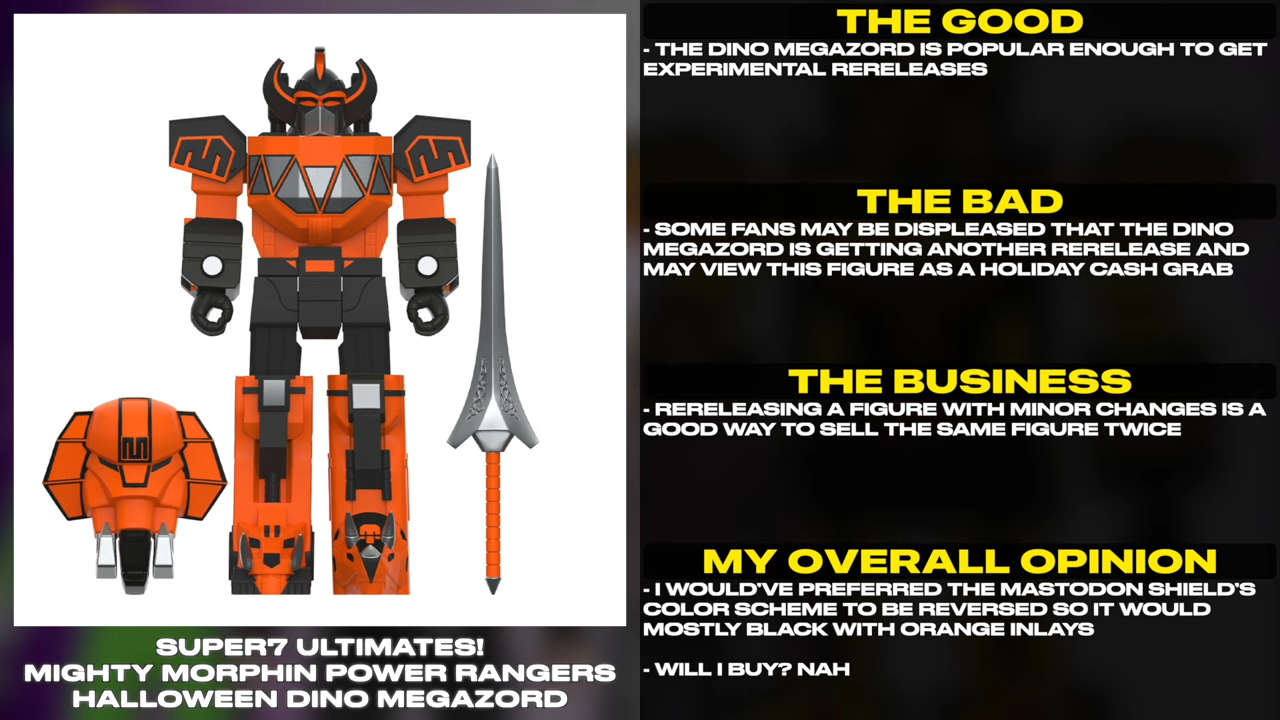 THE GOOD
- THE DINO MEGAZORD IS POPULAR ENOUGH TO GET
EXPERIMENTAL RERELEASES
THE BAD
- SOME FANS MAY BE DISPLEASED THAT THE DINO
MEGAZORD IS GETTING ANOTHER RERELEASE AND
MAY VIEW THIS FIGURE AS A HOLIDAY CASH GRAB
THE BUSINESS
- RERELEASING A FIGURE WITH MINOR CHANGES IS A
GOOD WAY TO SELL THE SAME FIGURE TWICE
MY OVERALL OPINION
- I WOULD'VE PREFERRED THE MASTODON SHIELD'S
COLOR SCHEME TO BE REVERSED SO IT WOULD
MOSTLY BLACK WITH ORANGE INLAYS
- WILL I BUY? NAH
SUPER7 ULTIMATES!
MIGHTY MORPHIN POWER RANGERS
HALLOWEEN DINO MEGAZORD